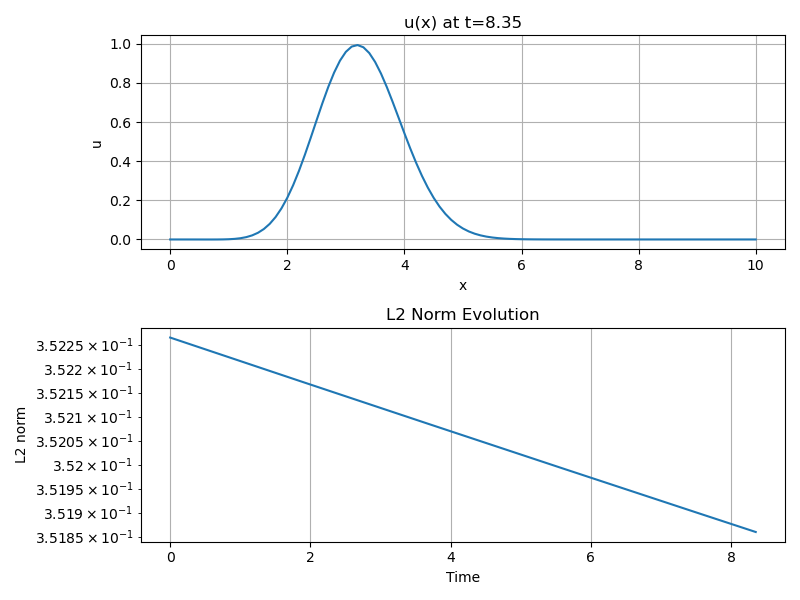 u(x) at t=8.35
1.0
0.8
0.6
0.4
0.2
0.0
u
0 2 4 6 8 10
x
L2 Norm Evolution
3.5225 × 10⁻¹
3.522 × 10⁻¹
3.5215 × 10⁻¹
3.521 × 10⁻¹
3.5205 × 10⁻¹
3.52 × 10⁻¹
3.5195 × 10⁻¹
3.519 × 10⁻¹
3.5185 × 10⁻¹
L2 norm
0 2 4 6 8
Time